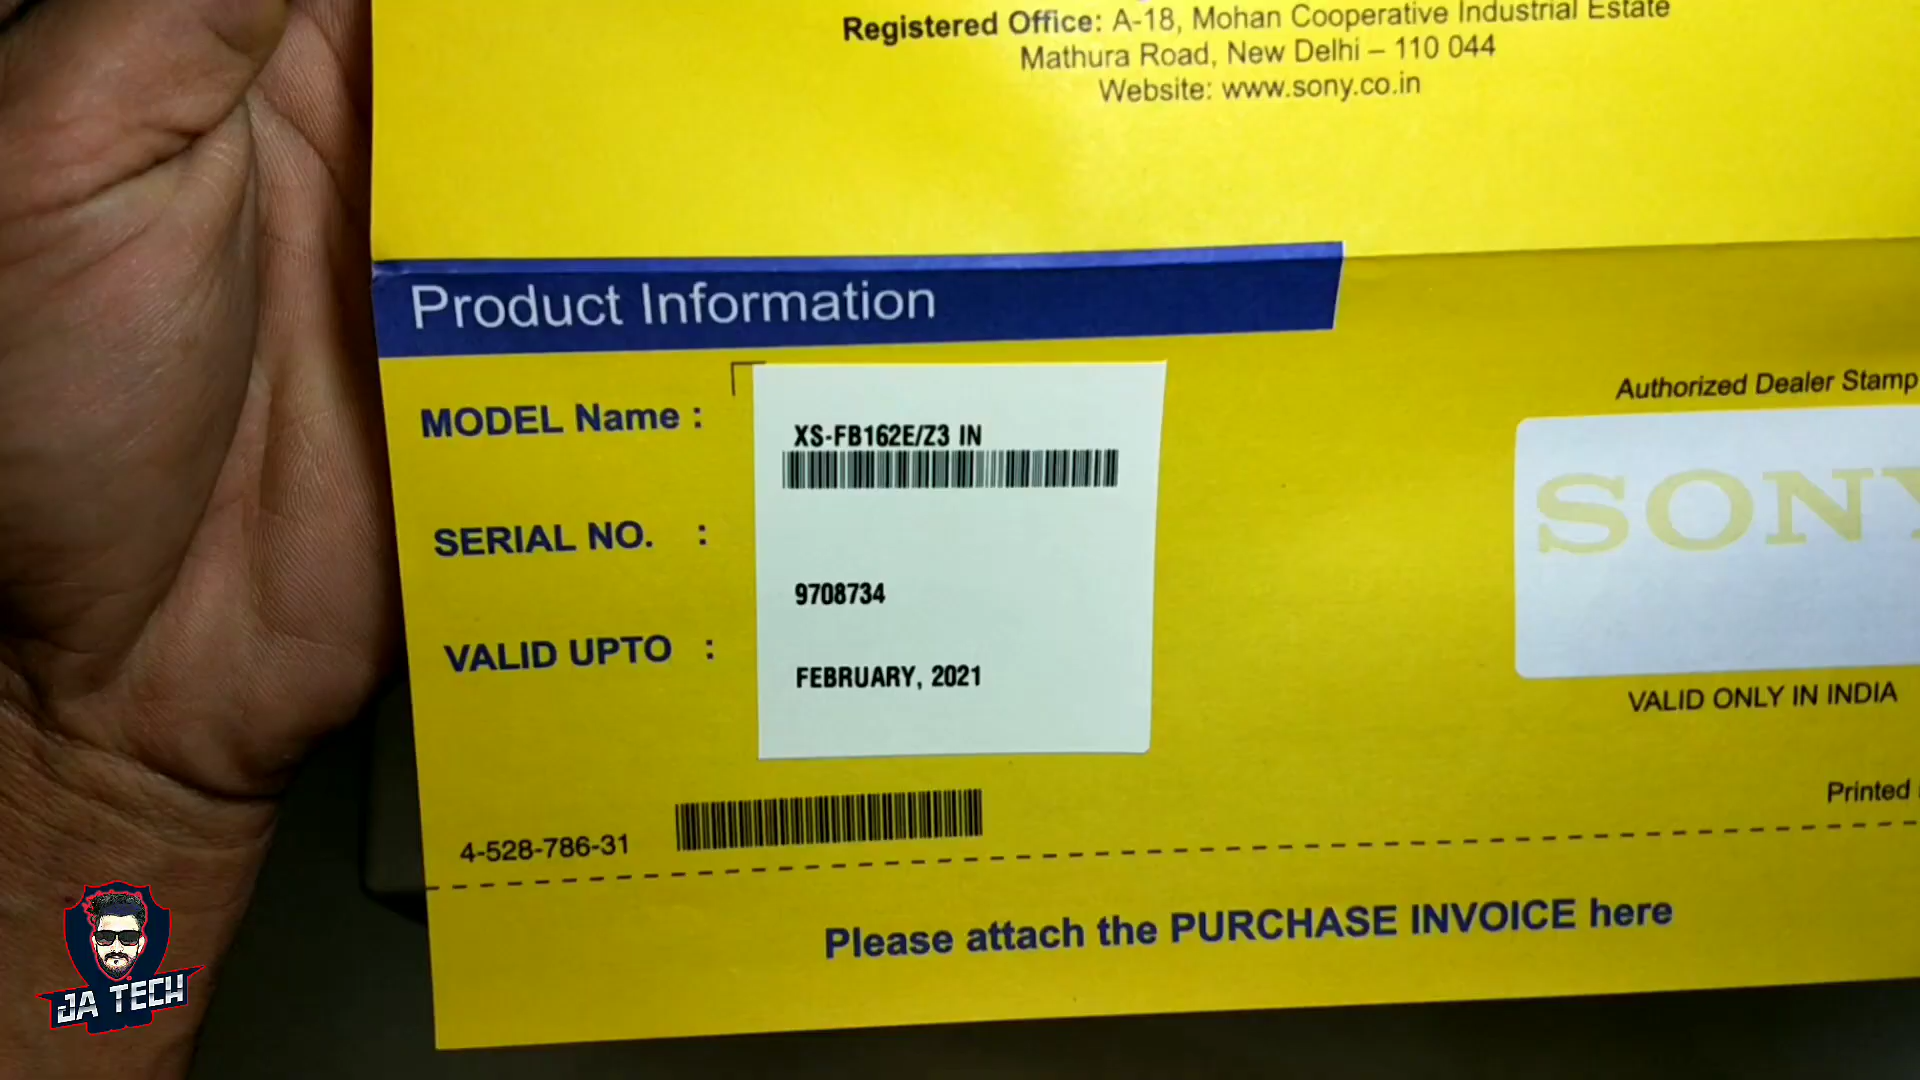 Registered Office: A-18, Mohan Cooperative Industrial Estate
Mathura Road, New Delhi – 110 044
Website: www.sony.co.in
Product Information
MODEL Name :
XS-FB162E/Z3 IN
SERIAL NO. :
9708734
VALID UPTO :
FEBRUARY, 2021
4-528-786-31
Authorized Dealer Stamp
SONY
VALID ONLY IN INDIA
Printed
Please attach the PURCHASE INVOICE here
JA TECH